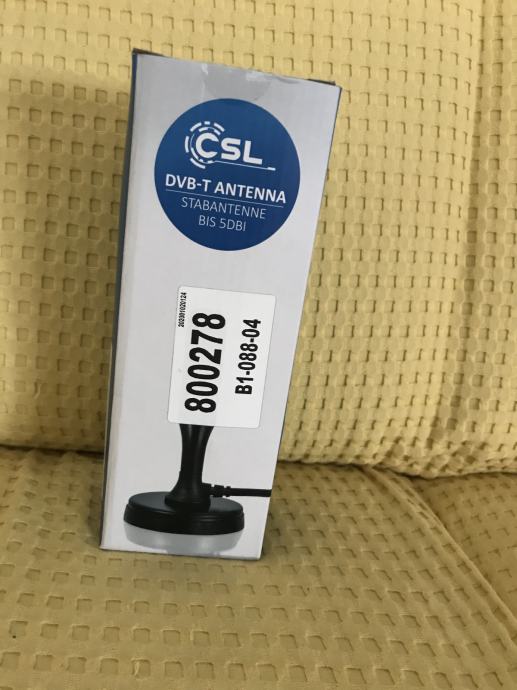 CSL
DVB-T ANTENNA
STABANTENNE
BIS 5DBI
800278
B1-088-04